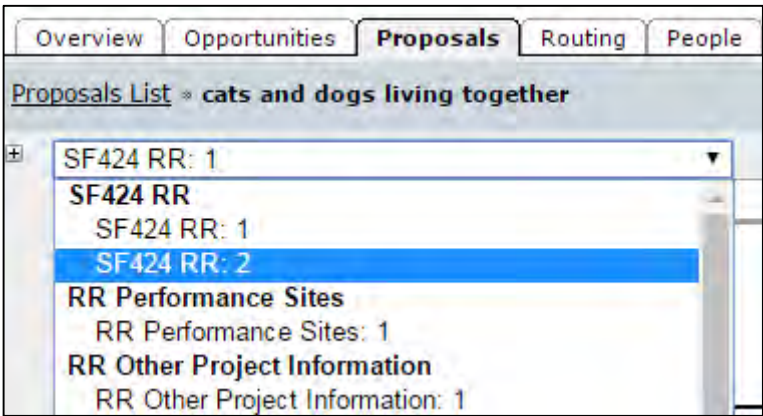 Overview Opportunities Proposals Routing People
Proposals List » cats and dogs living together
SF424 RR: 1
SF424 RR
SF424 RR: 1
SF424 RR: 2
RR Performance Sites
RR Performance Sites: 1
RR Other Project Information
RR Other Project Information: 1